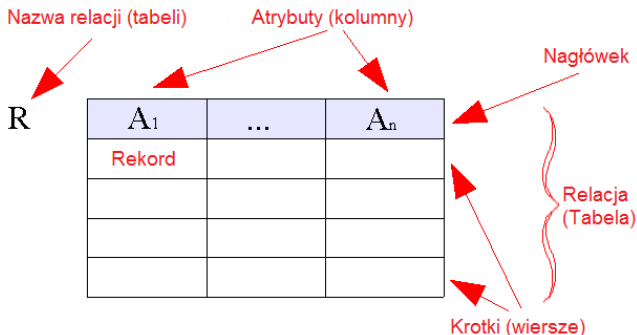 Nazwa relacji (tabeli)
Atrybuty (kolumny)
Nagłówek
R
A1
...
An
Rekord
Relacja
(Tabela)
Krotki (wiersze)